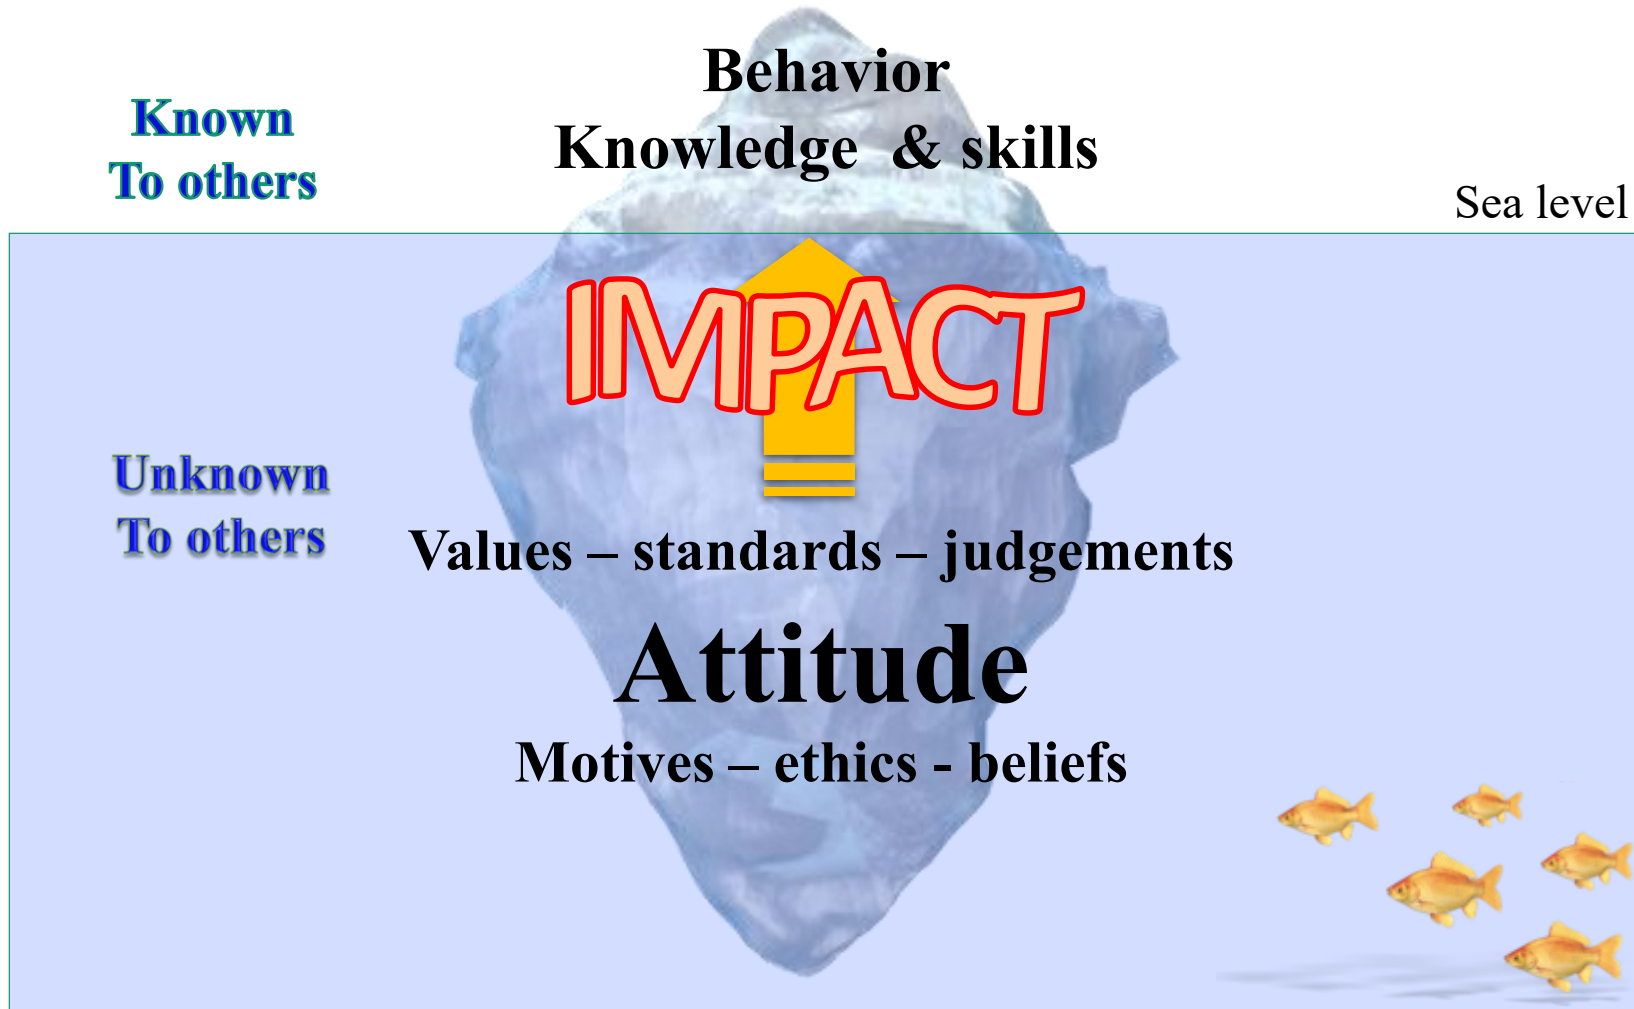 Behavior
Known
Knowledge & skills
To others
Sea level
IMPACT
Unknown
To others
Values – standards – judgements
Attitude
Motives – ethics - beliefs